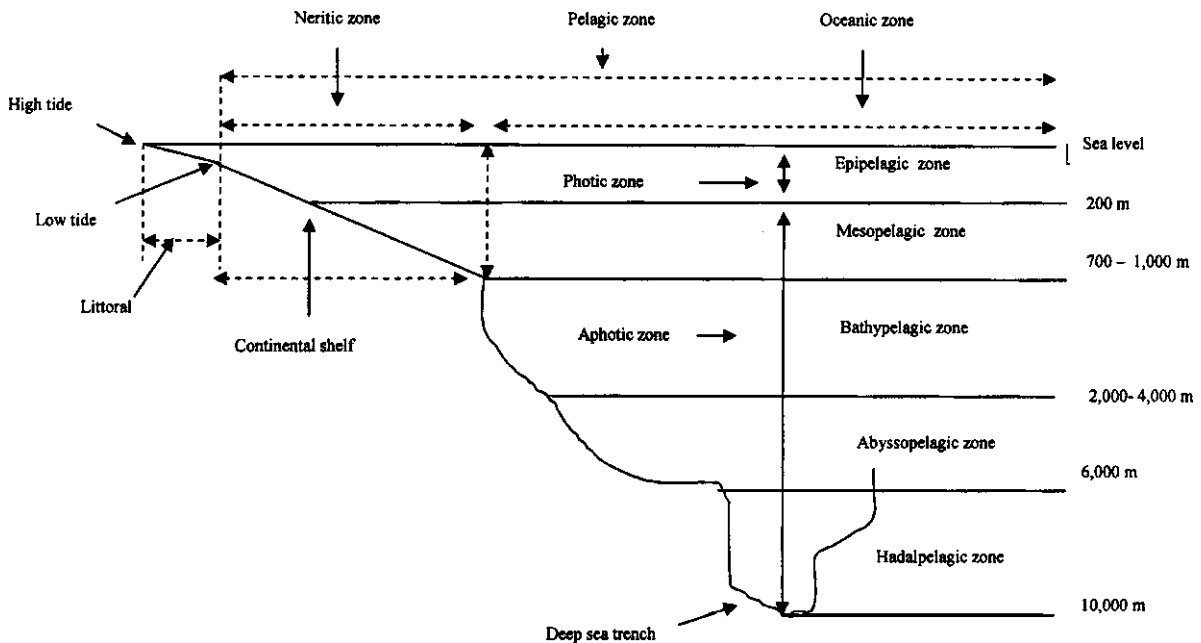 Neritic zone
Pelagic zone
Oceanic zone
High tide
Sea level
Epipelagic zone
Photic zone
Low tide
200 m
Mesopelagic zone
700 – 1,000 m
Littoral
Continental shelf
Aphotic zone
Bathypelagic zone
2,000- 4,000 m
Abyssopelagic zone
6,000 m
Hadalpelagic zone
10,000 m
Deep sea trench